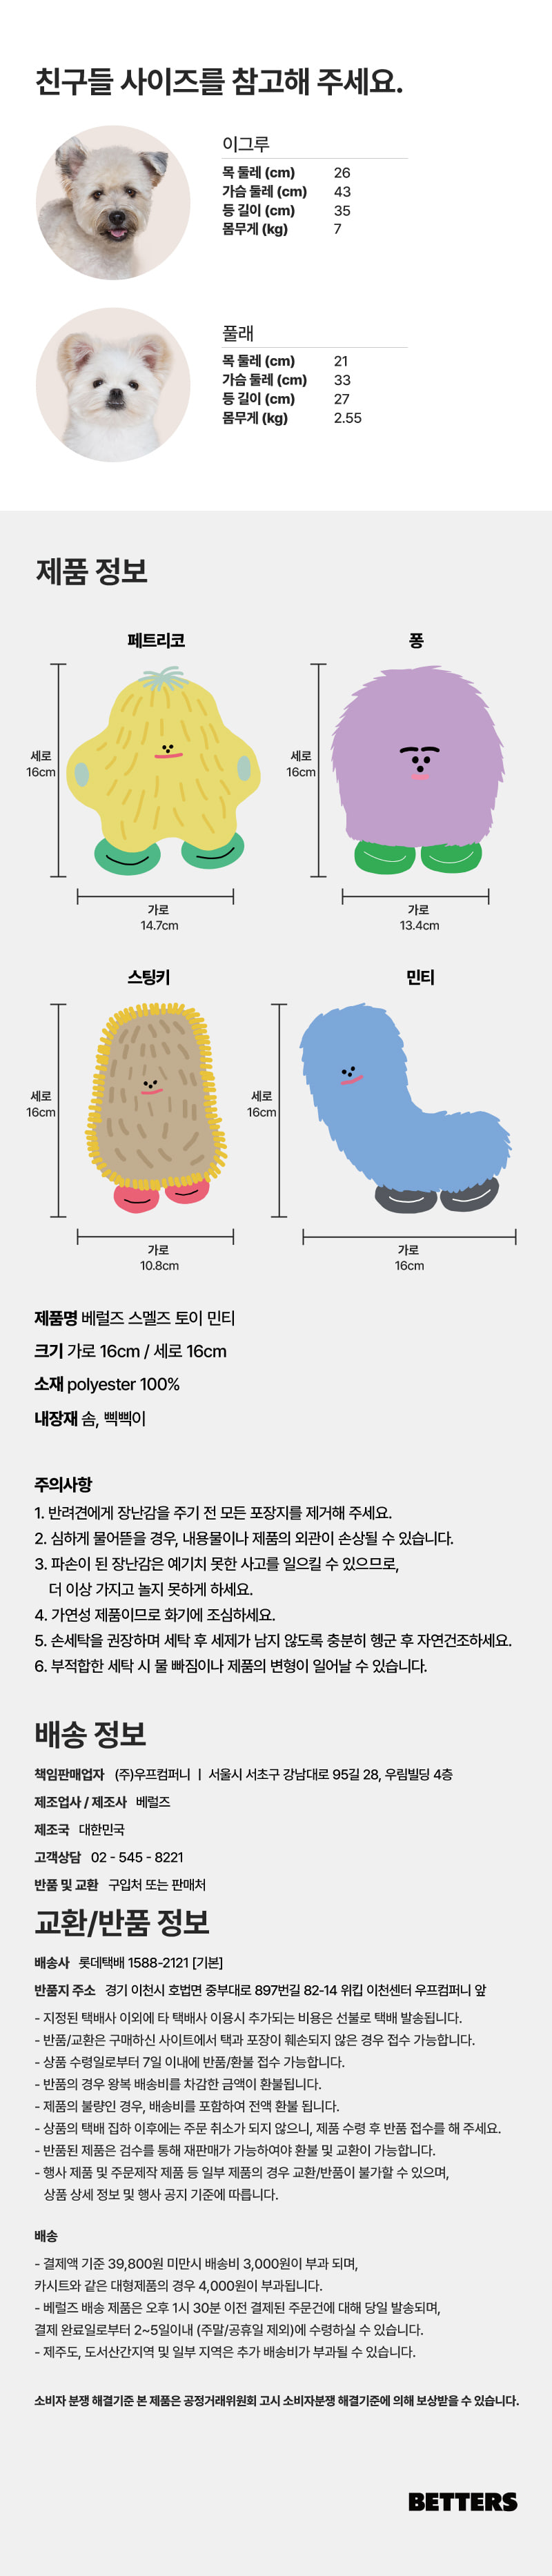 친구들 사이즈를 참고해 주세요.
이그루
목 둘레 (cm) 26
가슴 둘레 (cm) 43
등 길이 (cm) 35
몸무게 (kg) 7
풀래
목 둘레 (cm) 21
가슴 둘레 (cm) 33
등 길이 (cm) 27
몸무게 (kg) 2.55
제품 정보
페트리코
세로
16cm
가로
14.7cm
퐁
세로
16cm
가로
13.4cm
스팅키
세로
16cm
가로
10.8cm
민티
세로
16cm
가로
16cm
제품명 베럴즈 스멜즈 토이 민티
크기 가로 16cm / 세로 16cm
소재 polyester 100%
내장재 솜, 삑삑이
주의사항
1. 반려견에게 장난감을 주기 전 모든 포장지를 제거해 주세요.
2. 심하게 물어뜯을 경우, 내용물이나 제품의 외관이 손상될 수 있습니다.
3. 파손이 된 장난감은 예기치 못한 사고를 일으킬 수 있으므로,
더 이상 가지고 놀지 못하게 하세요.
4. 가연성 제품이므로 화기에 조심하세요.
5. 손세탁을 권장하며 세탁 후 세제가 남지 않도록 충분히 헹군 후 자연건조하세요.
6. 부적합한 세탁 시 물 빠짐이나 제품의 변형이 일어날 수 있습니다.
배송 정보
책임판매업자 (주)우프컴퍼니 ㅣ 서울시 서초구 강남대로 95길 28, 우림빌딩 4층
제조업사 / 제조사 베럴즈
제조국 대한민국
고객상담 02 - 545 - 8221
반품 및 교환 구입처 또는 판매처
교환/반품 정보
배송사 롯데택배 1588-2121 [기본]
반품지 주소 경기 이천시 호법면 중부대로 897번길 82-14 위킵 이천센터 우프컴퍼니 앞
- 지정된 택배사 이외에 타 택배사 이용시 추가되는 비용은 선불로 택배 발송됩니다.
- 반품/교환은 구매하신 사이트에서 택과 포장이 훼손되지 않은 경우 접수 가능합니다.
- 상품 수령일로부터 7일 이내에 반품/환불 접수 가능합니다.
- 반품의 경우 왕복 배송비를 차감한 금액이 환불됩니다.
- 제품의 불량인 경우, 배송비를 포함하여 전액 환불 됩니다.
- 상품의 택배 집하 이후에는 주문 취소가 되지 않으니, 제품 수령 후 반품 접수를 해 주세요.
- 반품된 제품은 검수를 통해 재판매가 가능하여야 환불 및 교환이 가능합니다.
- 행사 제품 및 주문제작 제품 등 일부 제품의 경우 교환/반품이 불가할 수 있으며,
상품 상세 정보 및 행사 공지 기준에 따릅니다.
배송
- 결제액 기준 39,800원 미만시 배송비 3,000원이 부과 되며,
카시트와 같은 대형제품의 경우 4,000원이 부과됩니다.
- 베럴즈 배송 제품은 오후 1시 30분 이전 결제된 주문건에 대해 당일 발송되며,
결제 완료일로부터 2~5일이내 (주말/공휴일 제외)에 수령하실 수 있습니다.
- 제주도, 도서산간지역 및 일부 지역은 추가 배송비가 부과될 수 있습니다.
소비자 분쟁 해결기준 본 제품은 공정거래위원회 고시 소비자분쟁 해결기준에 의해 보상받을 수 있습니다.
BETTERS